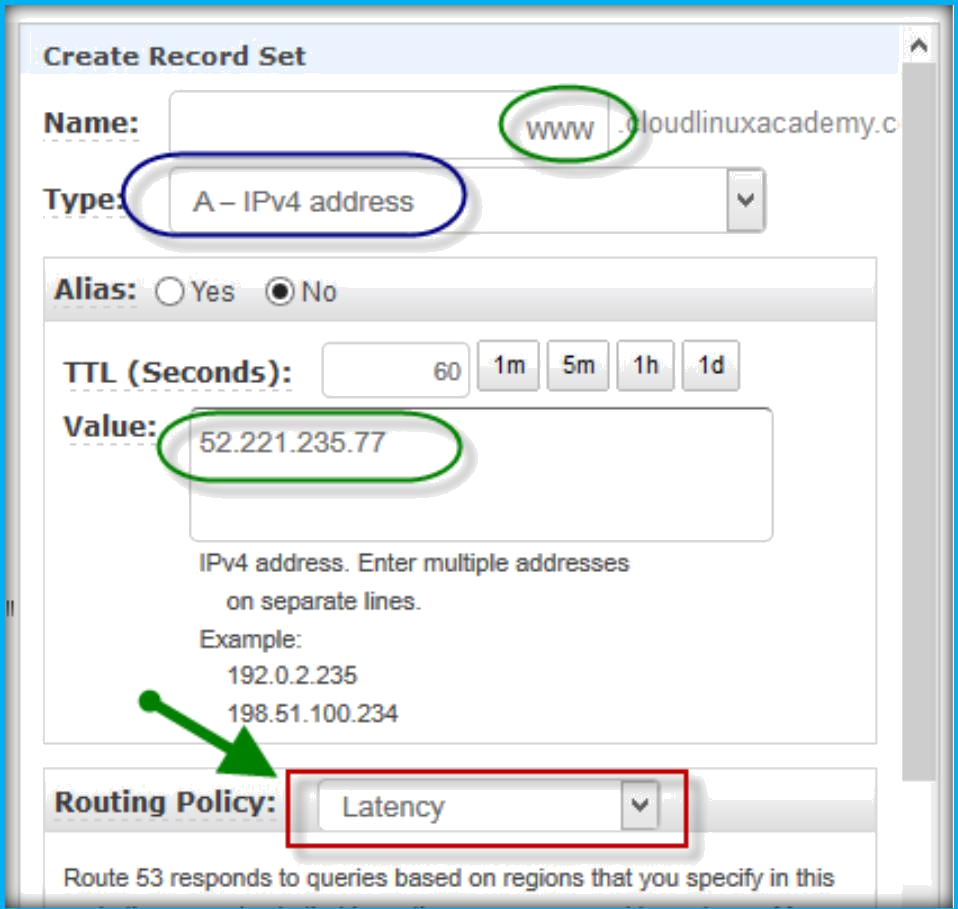 Create Record Set
Name: www .cloudlinuxacademy.c
Type: A – IPv4 address
Alias: Yes No
TTL (Seconds): 60 1m 5m 1h 1d
Value: 52.221.235.77
IPv4 address. Enter multiple addresses
on separate lines.
Example:
192.0.2.235
198.51.100.234
"
Routing Policy: Latency
Route 53 responds to queries based on regions that you specify in this